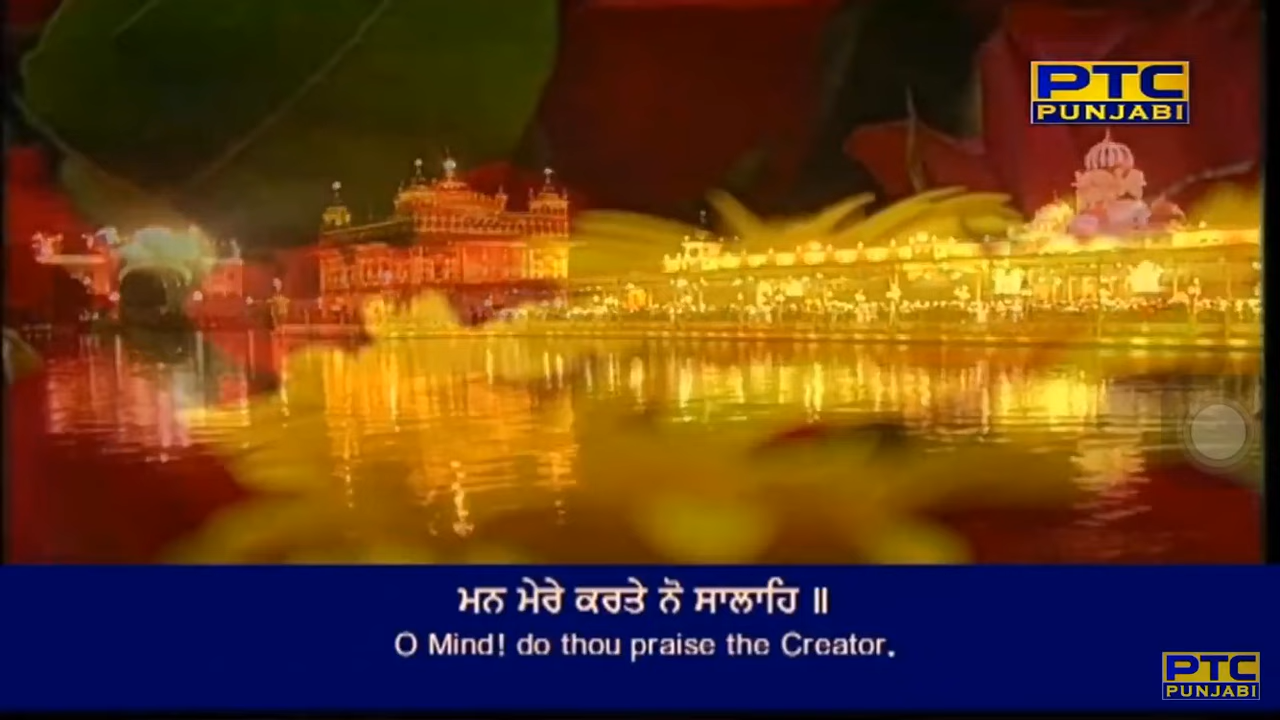 PTC
PUNJABI
ਮਨ ਮੇਰੇ ਕਰਤੇ ਨੋ ਸਾਲਾਹਿ ॥
O Mind! do thou praise the Creator.
PTC
PUNJABI